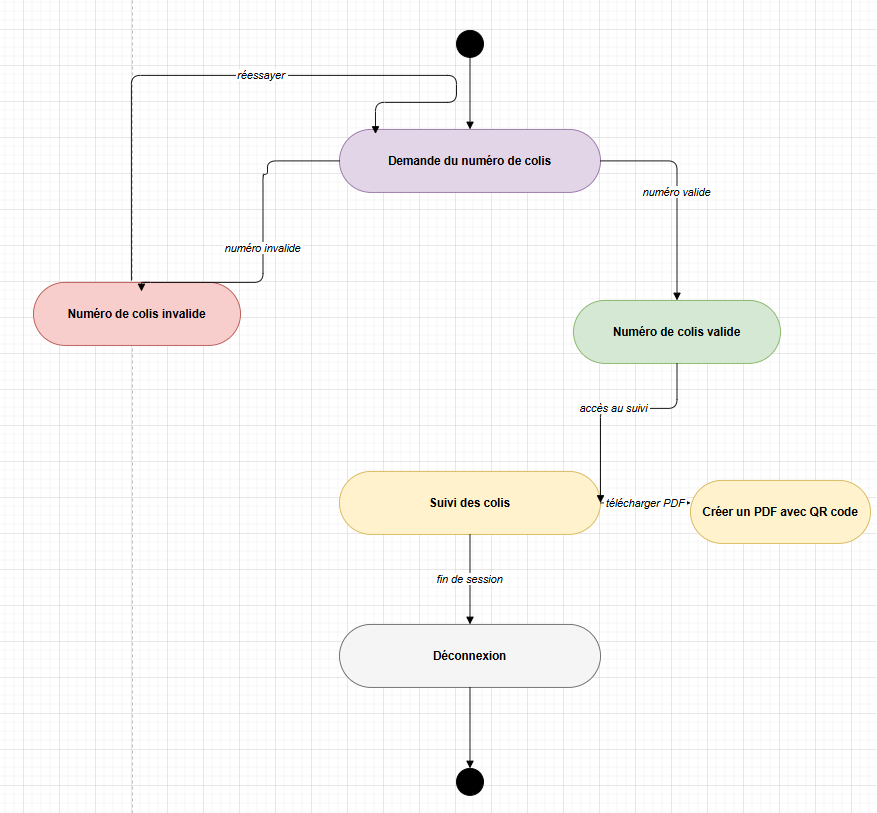 réessayer
Demande du numéro de colis
numéro valide
numéro invalide
Numéro de colis invalide
Numéro de colis valide
accès au suivi
Suivi des colis
télécharger PDF
Créer un PDF avec QR code
fin de session
Déconnexion